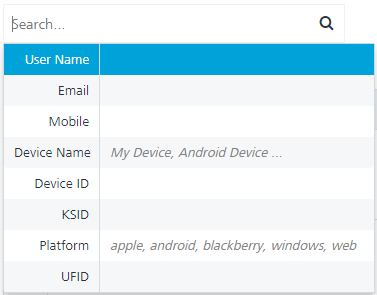 Search...
User Name
Email
Mobile
Device Name My Device, Android Device ...
Device ID
KSID
Platform apple, android, blackberry, windows, web
UFID